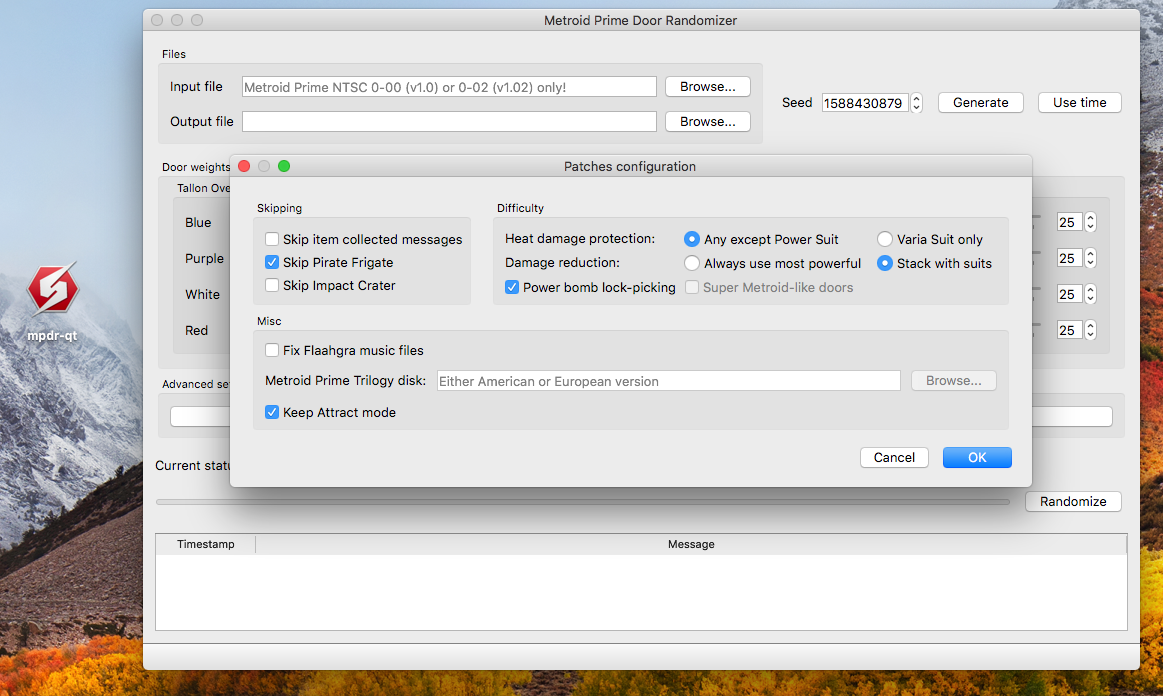 Metroid Prime Door Randomizer
Files
Input file Metroid Prime NTSC 0-00 (v1.0) or 0-02 (v1.02) only! Browse...
Output file Browse...
Seed 1588430879 Generate Use time
Door weights
Tallon Ove
Blue 25
Purple 25
White 25
Red 25
Advanced se
Current statu
Randomize
Timestamp Message
Patches configuration
Skipping
Skip item collected messages
Skip Pirate Frigate
Skip Impact Crater
Difficulty
Heat damage protection: Any except Power Suit Varia Suit only
Damage reduction: Always use most powerful Stack with suits
Power bomb lock-picking Super Metroid-like doors
Misc
Fix Flaahgra music files
Metroid Prime Trilogy disk: Either American or European version Browse...
Keep Attract mode
Cancel OK
mpdr-qt